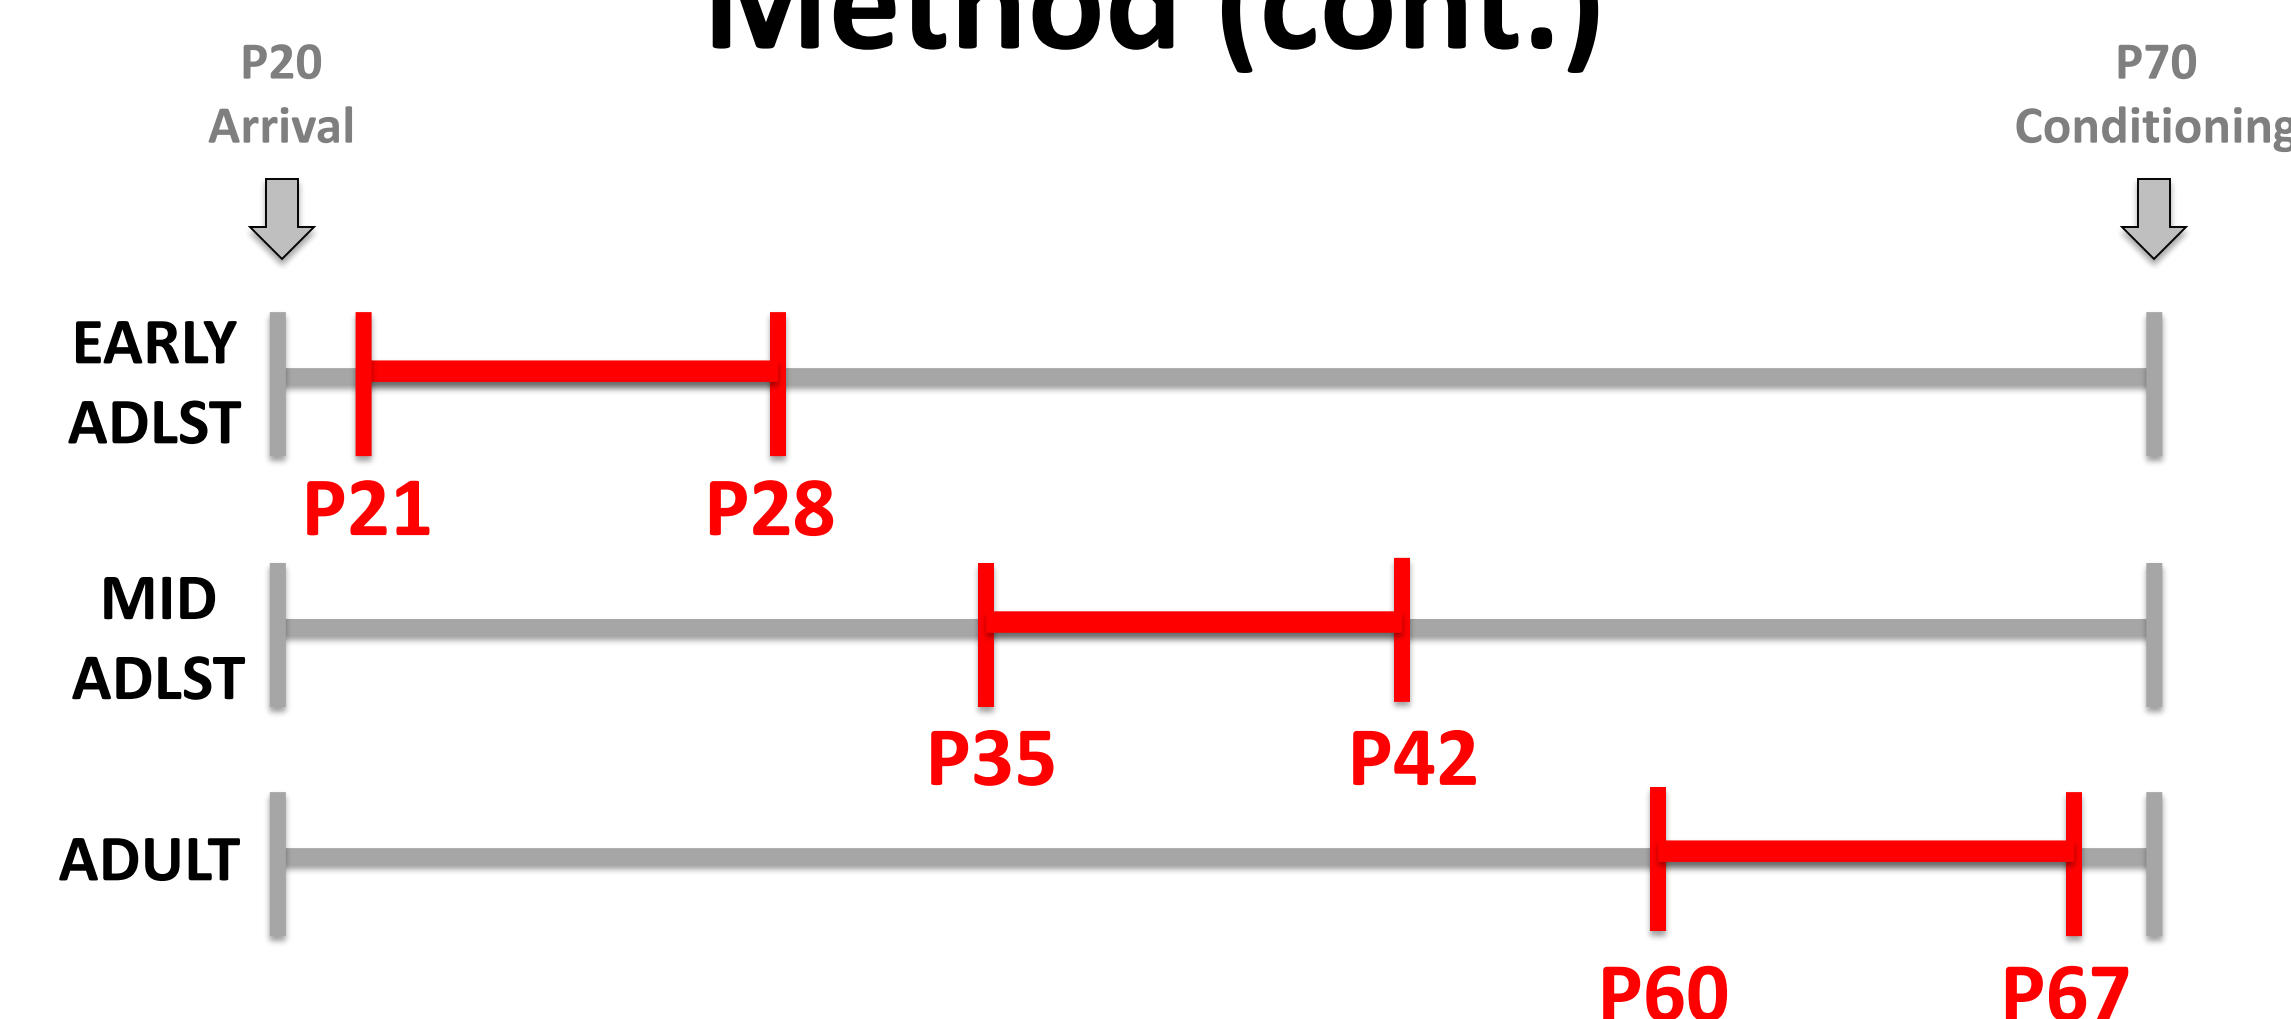 Method (cont.)
P20
Arrival
P70
Conditioning
EARLY
ADLST
P21
P28
MID
ADLST
P35
P42
ADULT
P60
P67